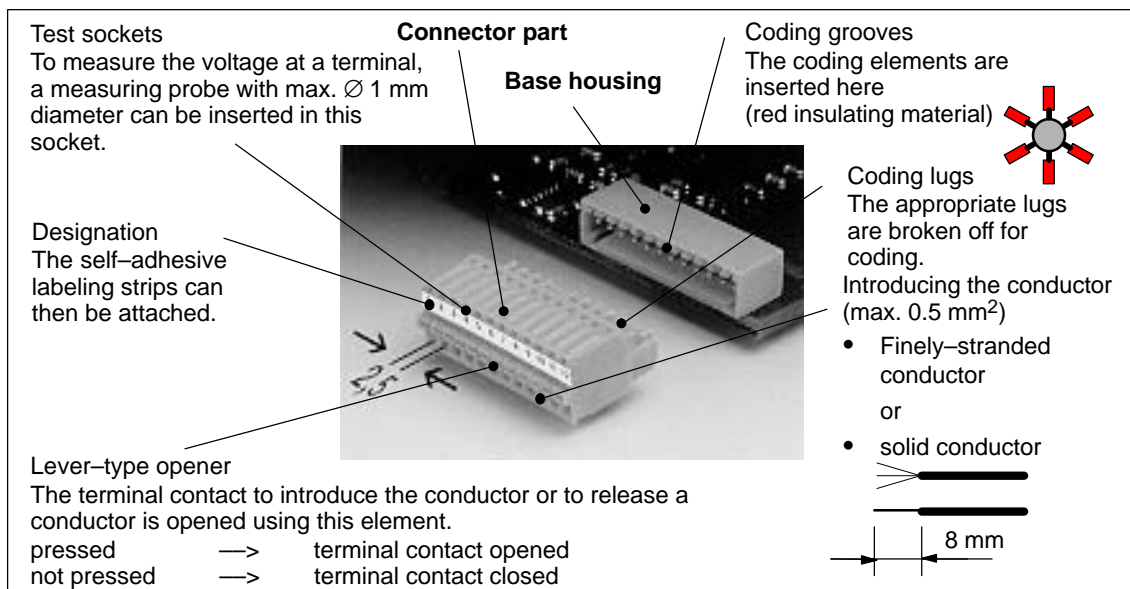 Test sockets
To measure the voltage at a terminal,
a measuring probe with max. ∅ 1 mm
diameter can be inserted in this
socket.
Connector part
Base housing
Coding grooves
The coding elements are
inserted here
(red insulating material)
Coding lugs
The appropriate lugs
are broken off for
coding.
Designation
The self–adhesive
labeling strips can
then be attached.
Introducing the conductor
(max. 0.5 mm²)
• Finely–stranded
conductor
or
• solid conductor
8 mm
2,5
Lever–type opener
The terminal contact to introduce the conductor or to release a
conductor is opened using this element.
pressed —–> terminal contact opened
not pressed —–> terminal contact closed